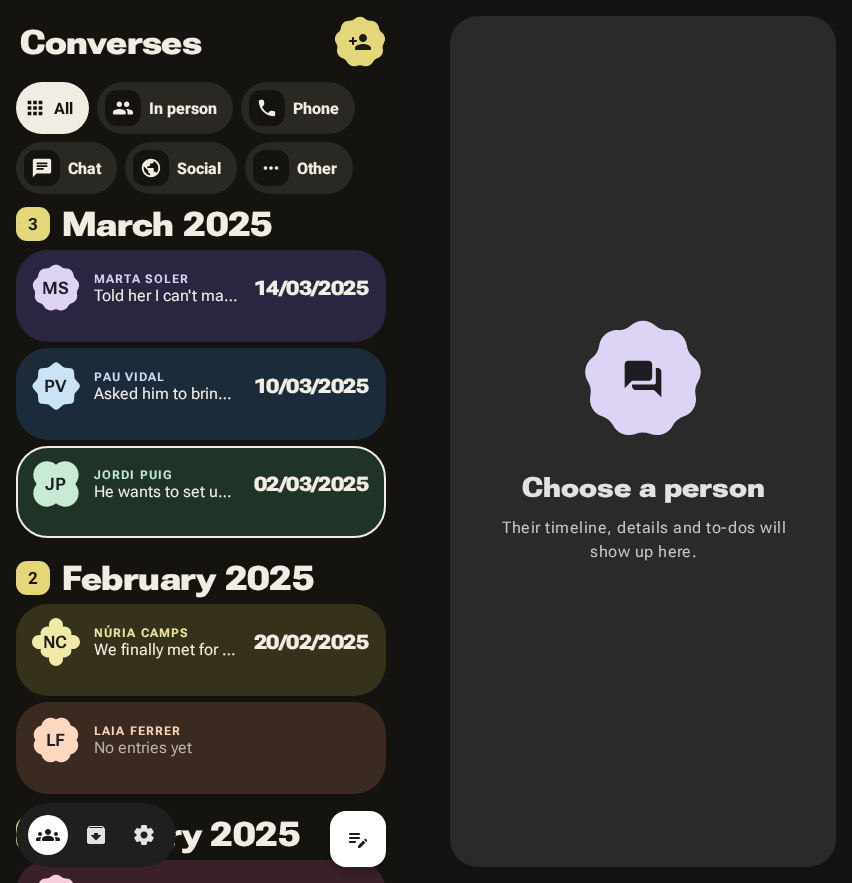 Converses
All
In person
Phone
Chat
Social
Other
3
March 2025
MS
MARTA SOLER
Told her I can't ma...
14/03/2025
PV
PAU VIDAL
Asked him to brin...
10/03/2025
JP
JORDI PUIG
He wants to set u...
02/03/2025
2
February 2025
NC
NÚRIA CAMPS
We finally met for ...
20/02/2025
LF
LAIA FERRER
No entries yet
ry 2025
Choose a person
Their timeline, details and to-dos will
show up here.